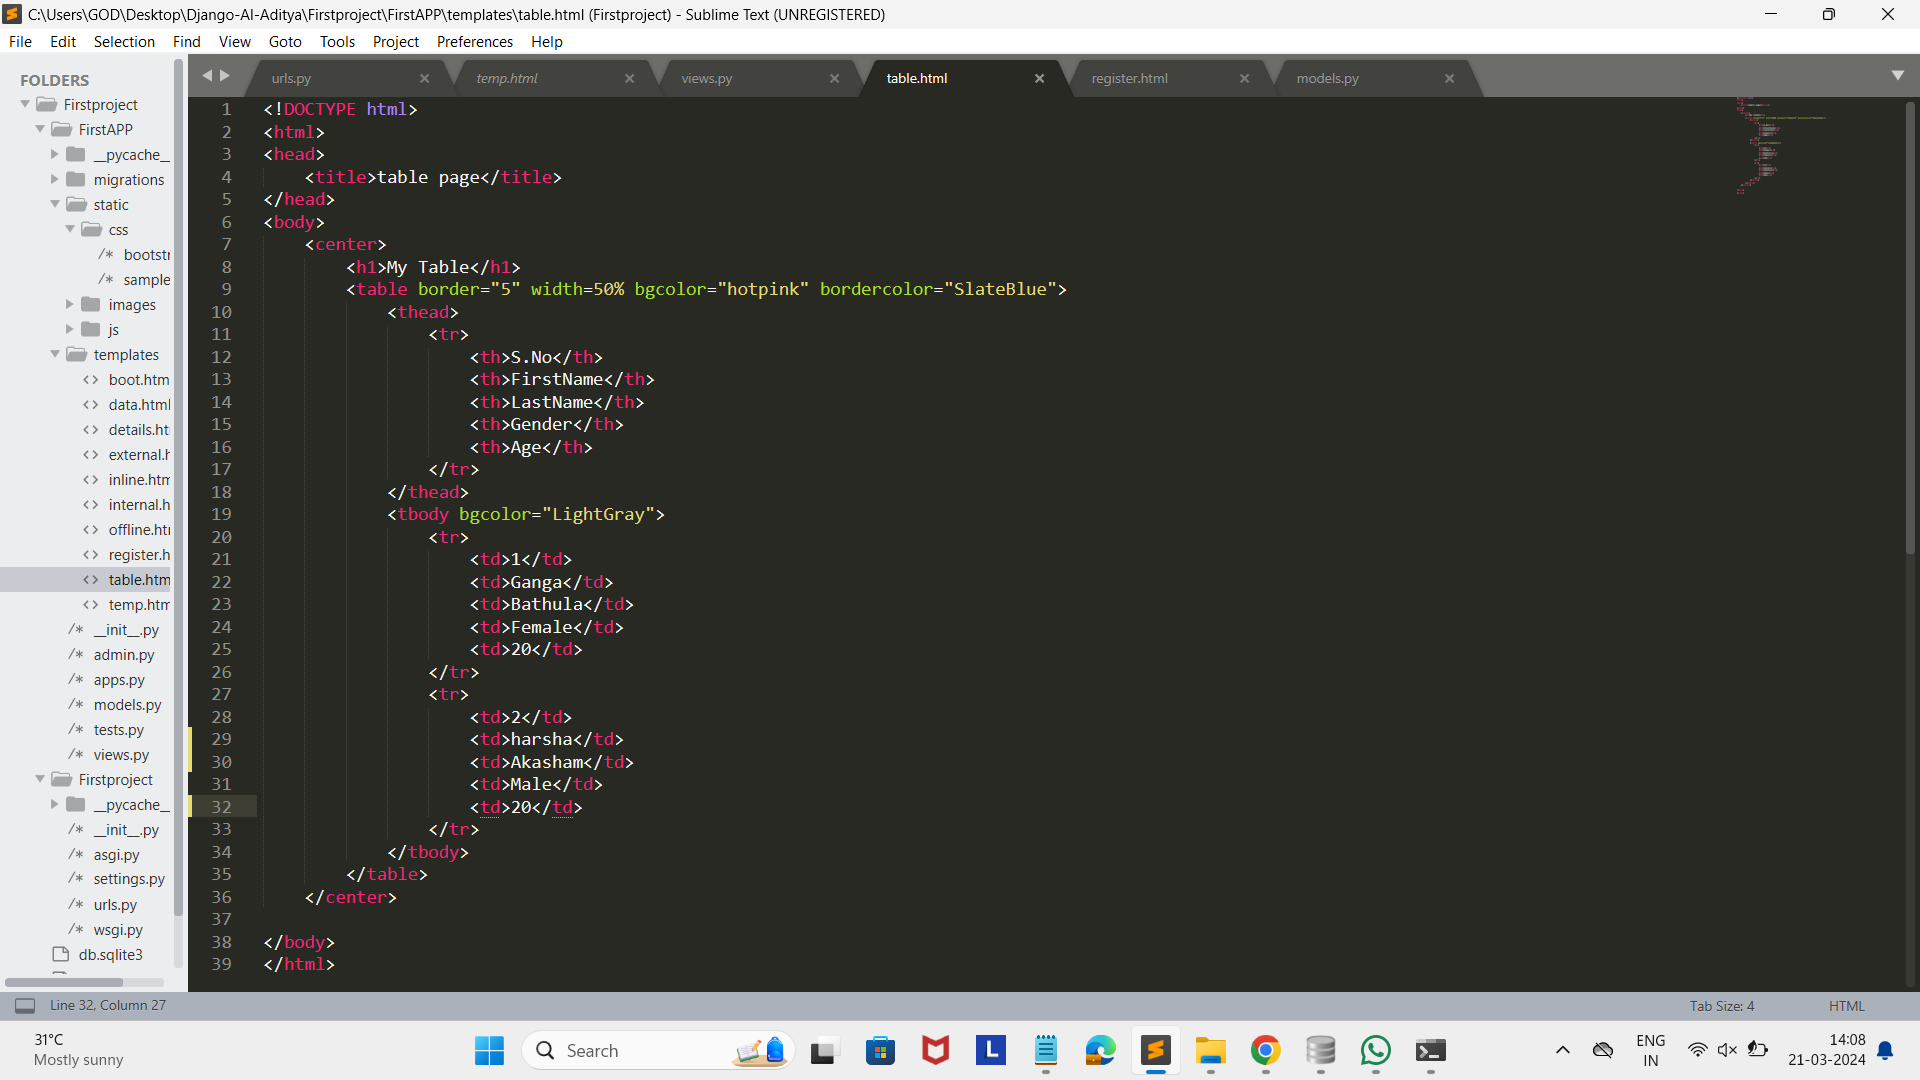 C:\Users\GOD\Desktop\Django-AI-Aditya\Firstproject\FirstAPP\templates\table.html (Firstproject) - Sublime Text (UNREGISTERED)
File Edit Selection Find View Goto Tools Project Preferences Help
FOLDERS
Firstproject
FirstAPP
__pycache__
migrations
static
css
bootstr
sample
images
js
templates
boot.htm
data.html
details.ht
external.h
inline.htm
internal.h
offline.htm
register.h
table.htm
temp.htm
__init__.py
admin.py
apps.py
models.py
tests.py
views.py
Firstproject
__pycache__
__init__.py
asgi.py
settings.py
urls.py
wsgi.py
db.sqlite3
urls.py temp.html views.py table.html register.html models.py
1 <!DOCTYPE html>
2 <html>
3 <head>
4 <title>table page</title>
5 </head>
6 <body>
7 <center>
8 <h1>My Table</h1>
9 <table border="5" width=50% bgcolor="hotpink" bordercolor="SlateBlue">
10 <thead>
11 <tr>
12 <th>S.No</th>
13 <th>FirstName</th>
14 <th>LastName</th>
15 <th>Gender</th>
16 <th>Age</th>
17 </tr>
18 </thead>
19 <tbody bgcolor="LightGray">
20 <tr>
21 <td>1</td>
22 <td>Ganga</td>
23 <td>Bathula</td>
24 <td>Female</td>
25 <td>20</td>
26 </tr>
27 <tr>
28 <td>2</td>
29 <td>harsha</td>
30 <td>Akasham</td>
31 <td>Male</td>
32 <td>20</td>
33 </tr>
34 </tbody>
35 </table>
36 </center>
37
38 </body>
39 </html>
Line 32, Column 27 Tab Size: 4 HTML
31°C
Mostly sunny
Search
L
ENG
IN
14:08
21-03-2024